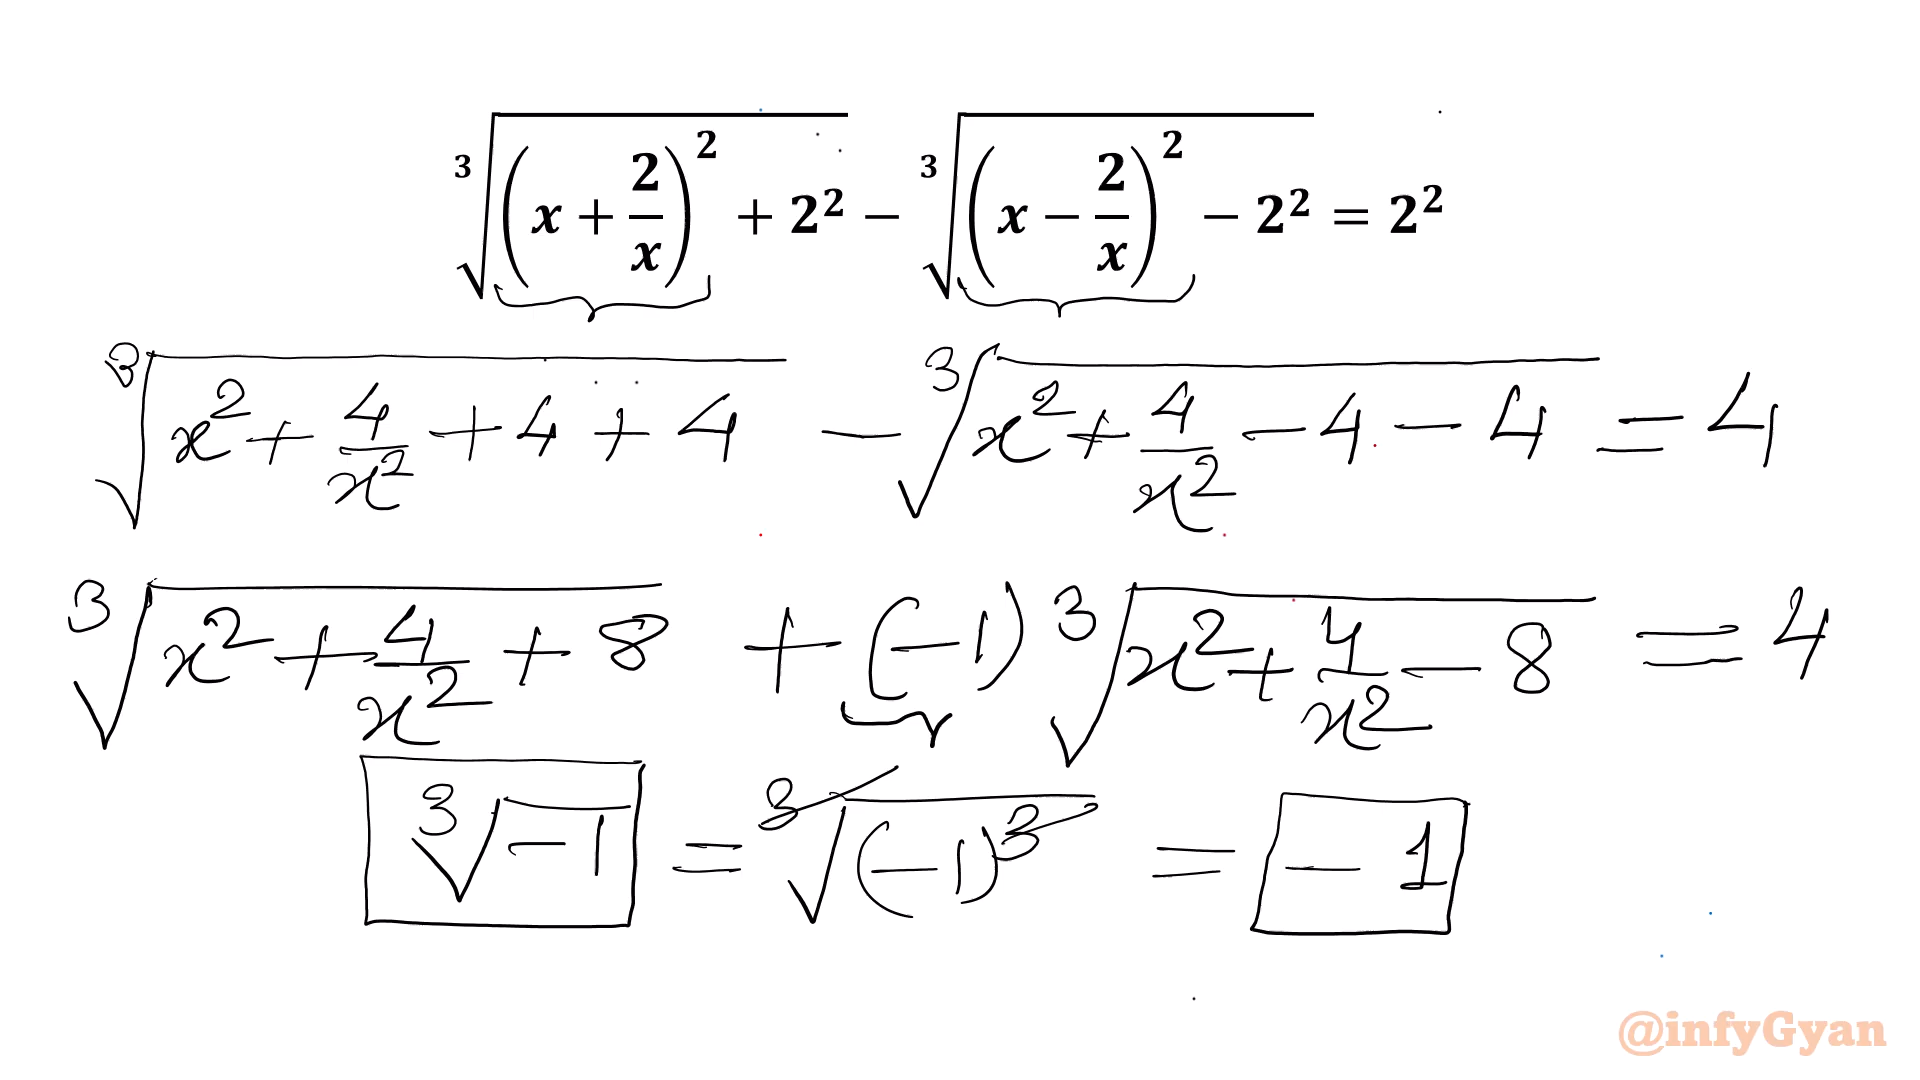 ∛((x + 2/x)² + 2²) − ∛((x − 2/x)² − 2²) = 2²
∛(x² + 4/x² + 4 + 4) − ∛(x² + 4/x² − 4 − 4) = 4
∛(x² + 4/x² + 8) + (−1) ∛(x² + 4/x² − 8) = 4
∛(−1) = ∛((−1)³) = −1
@infyGyan